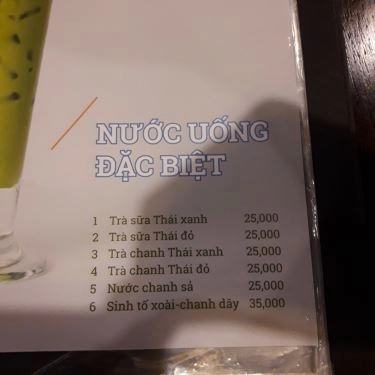 NƯỚC UỐNG
ĐẶC BIỆT
1 Trà sữa Thái xanh 25,000
2 Trà sữa Thái đỏ 25,000
3 Trà chanh Thái xanh 25,000
4 Trà chanh Thái đỏ 25,000
5 Nước chanh sả 25,000
6 Sinh tố xoài-chanh dây 35,000